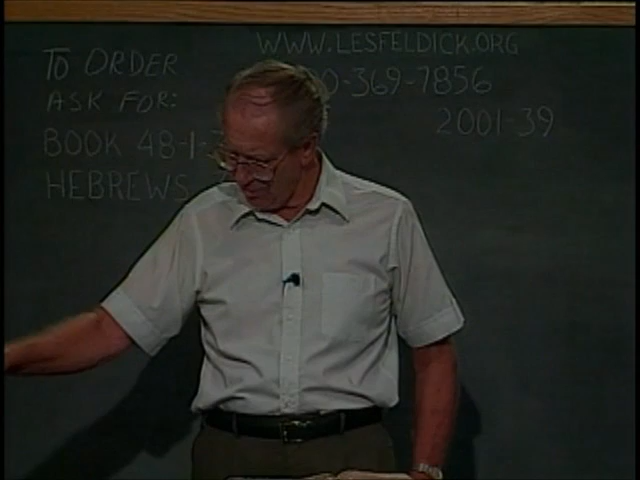 WWW.LESFELDICK.ORG
TO ORDER
0-369-7856
ASK FOR:
2001-39
BOOK 48-1-
HEBREWS